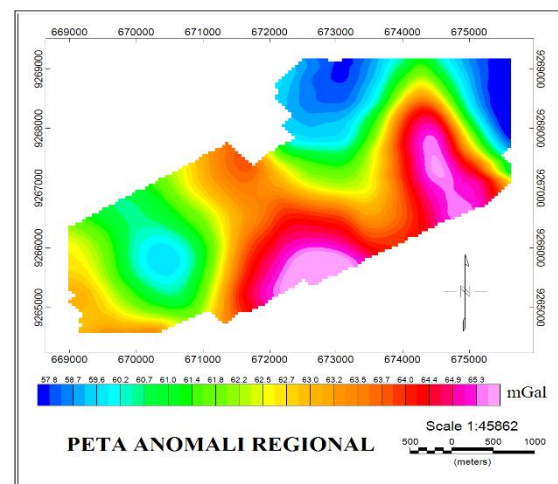 669000 670000 671000 672000 673000 674000 675000
9269000 9269000
9268000 9268000
9267000 9267000
9266000 9266000
9265000 9265000
669000 670000 671000 672000 673000 674000 675000
57.8 58.7 59.6 60.2 60.7 61.0 61.4 61.8 62.2 62.5 62.7 63.0 63.2 63.5 63.7 64.0 64.4 64.9 65.3 mGal
Scale 1:45862
PETA ANOMALI REGIONAL
500 0 500 1000
(meters)